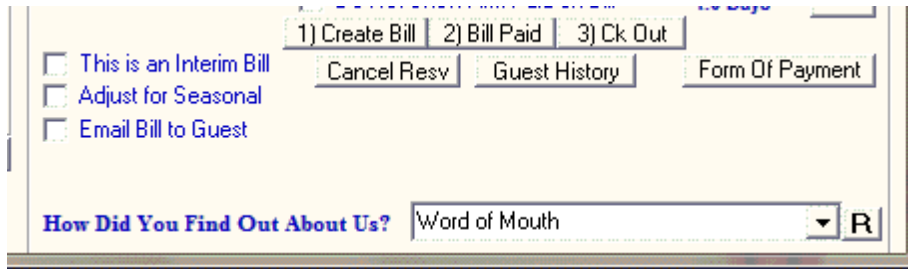 1) Create Bill 2) Bill Paid 3) Ck Out
This is an Interim Bill Cancel Resv Guest History Form Of Payment
Adjust for Seasonal
Email Bill to Guest
How Did You Find Out About Us? Word of Mouth R